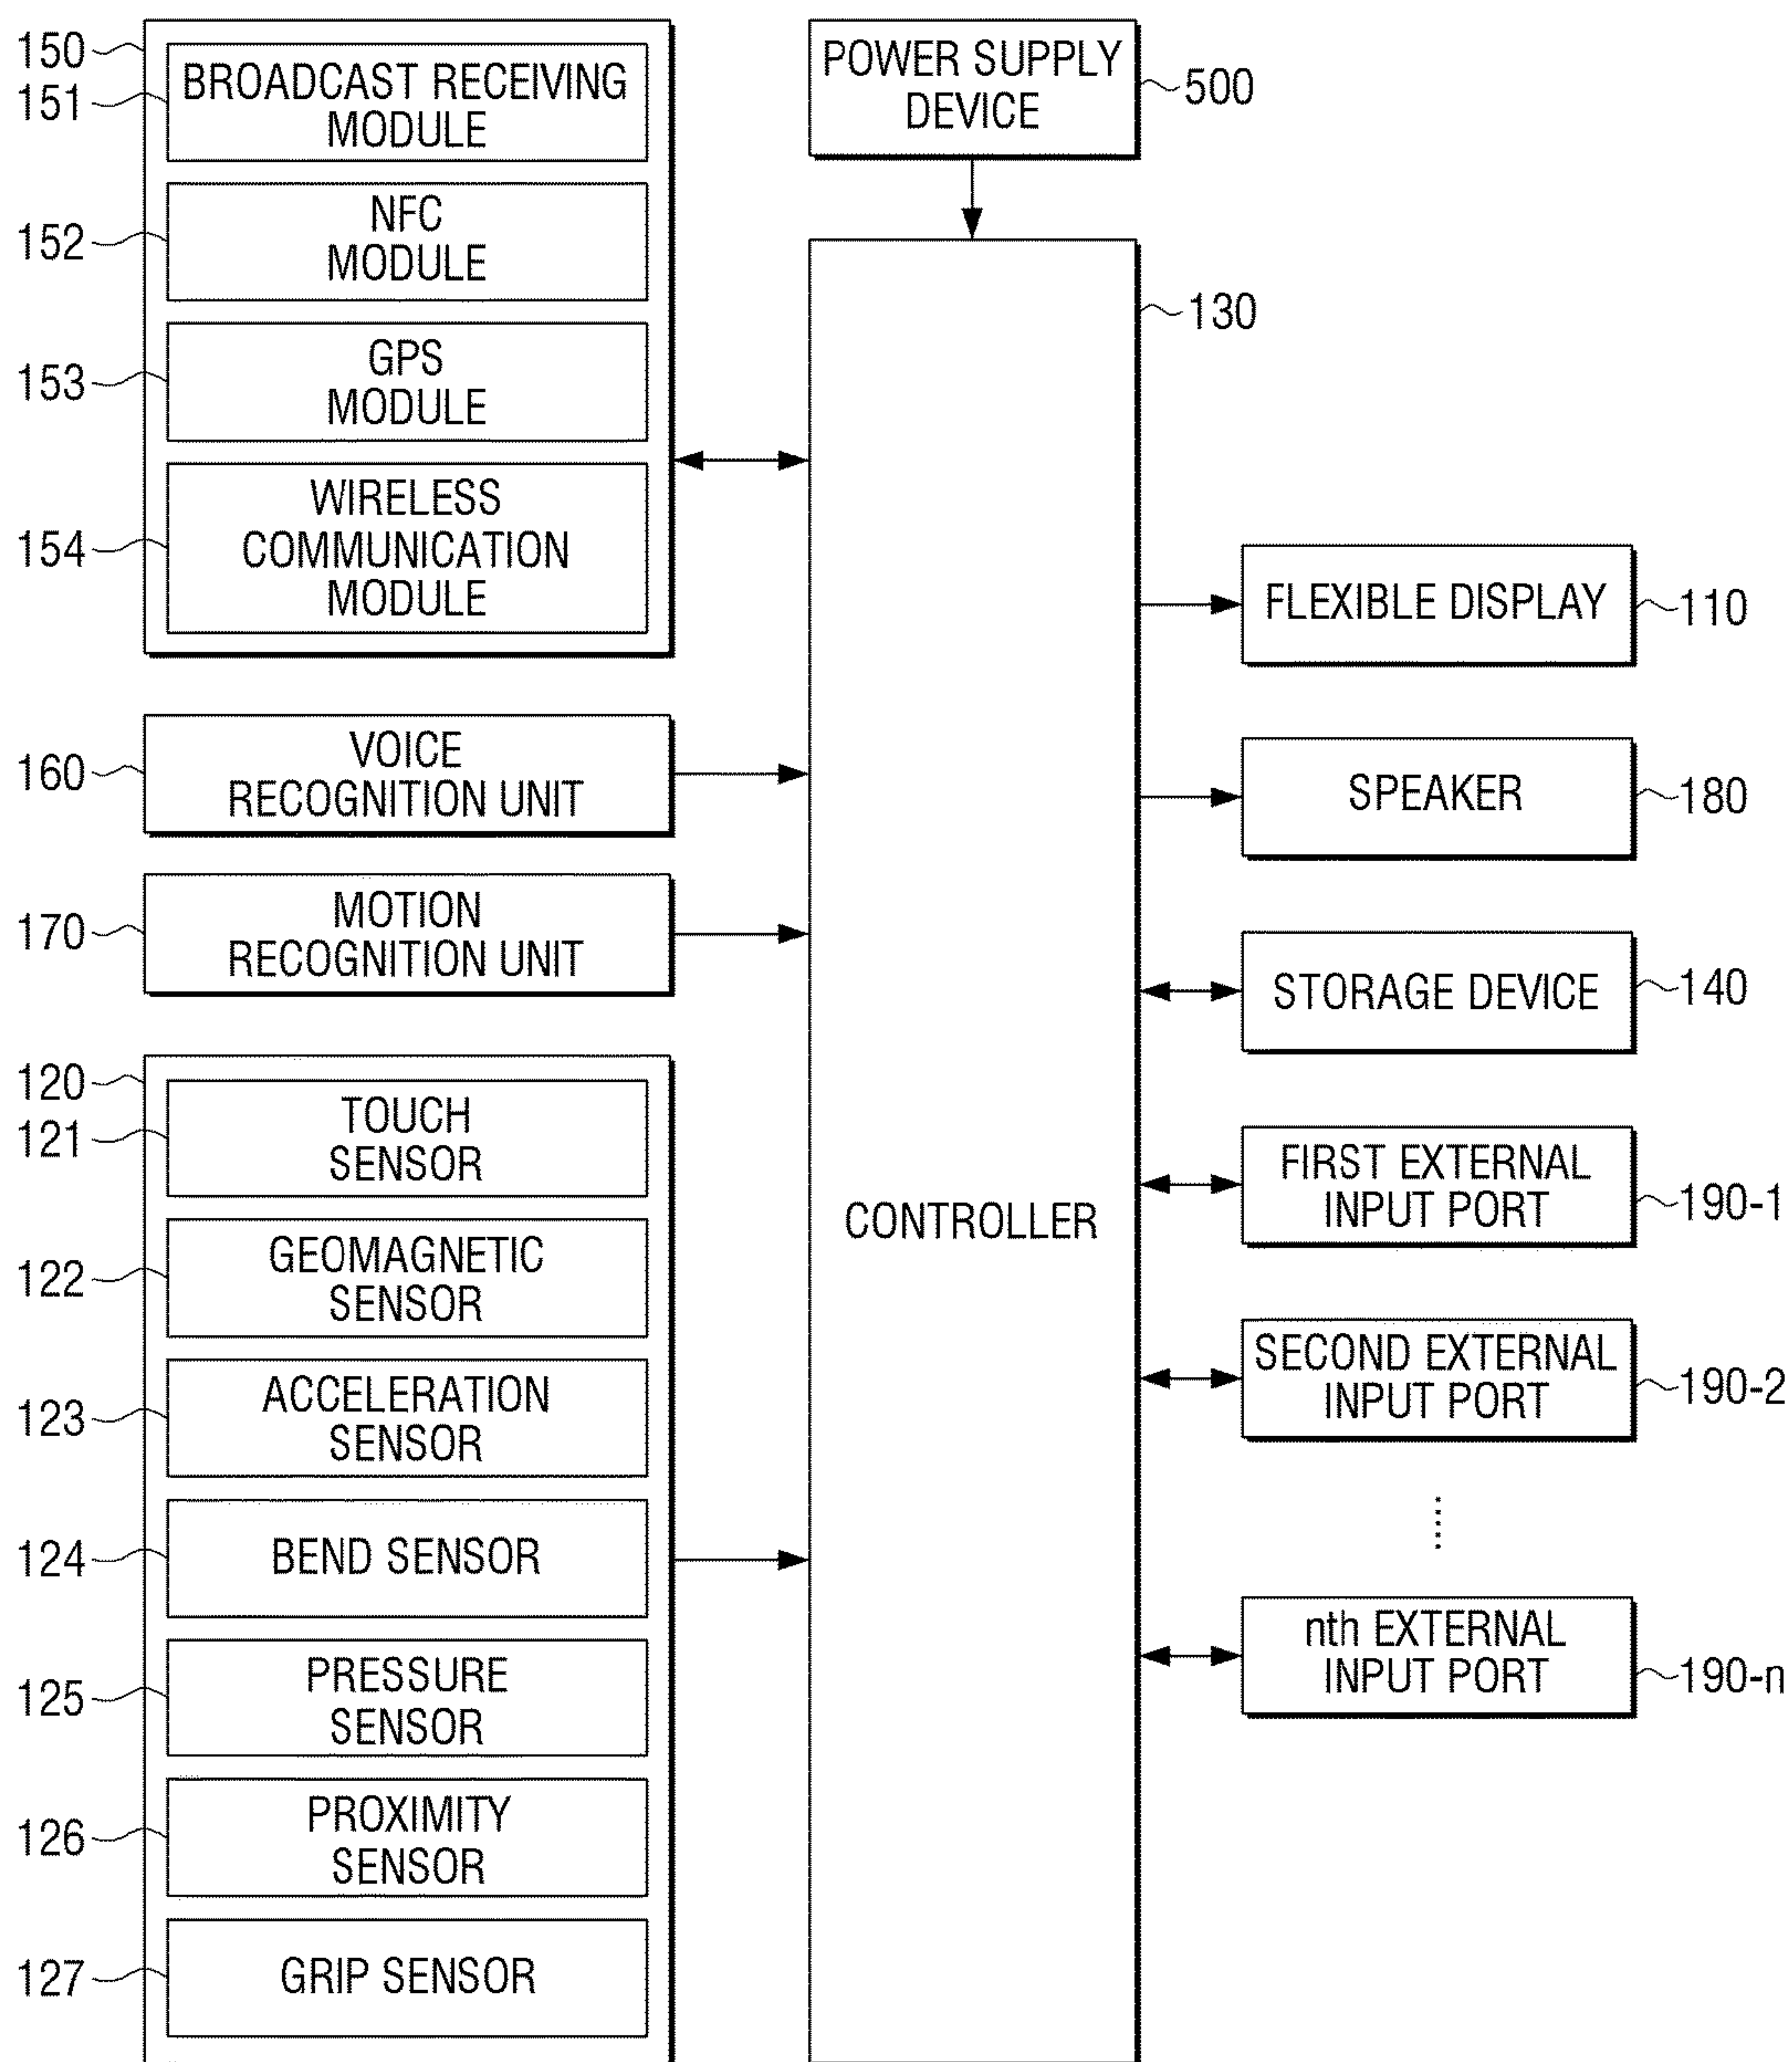 150
151
BROADCAST RECEIVING
MODULE
152
NFC
MODULE
153
GPS
MODULE
154
WIRELESS
COMMUNICATION
MODULE
160
VOICE
RECOGNITION UNIT
170
MOTION
RECOGNITION UNIT
120
121
TOUCH
SENSOR
122
GEOMAGNETIC
SENSOR
123
ACCELERATION
SENSOR
124
BEND SENSOR
125
PRESSURE
SENSOR
126
PROXIMITY
SENSOR
127
GRIP SENSOR
POWER SUPPLY
DEVICE
500
130
CONTROLLER
FLEXIBLE DISPLAY
110
SPEAKER
180
STORAGE DEVICE
140
FIRST EXTERNAL
INPUT PORT
190-1
SECOND EXTERNAL
INPUT PORT
190-2
nth EXTERNAL
INPUT PORT
190-n